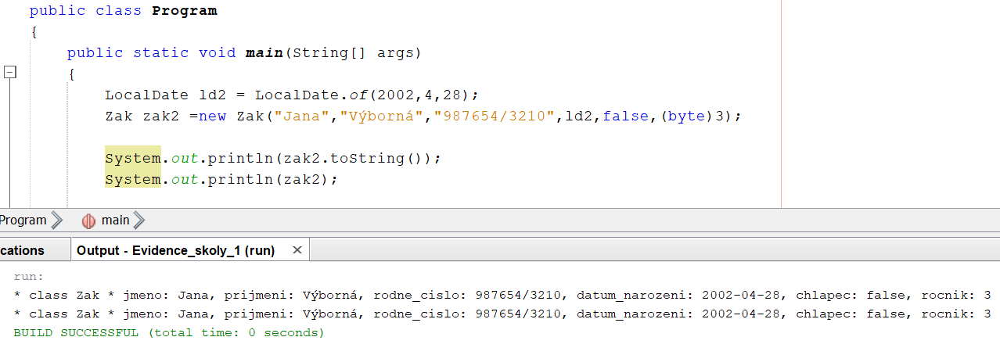 public class Program
{
public static void main(String[] args)
{
LocalDate ld2 = LocalDate.of(2002,4,28);
Zak zak2 =new Zak("Jana","Výborná","987654/3210",ld2,false,(byte)3);
System.out.println(zak2.toString());
System.out.println(zak2);
Program main
cations Output - Evidence_skoly_1 (run) ×
run:
* class Zak * jmeno: Jana, prijmeni: Výborná, rodne_cislo: 987654/3210, datum_narozeni: 2002-04-28, chlapec: false, rocnik: 3
* class Zak * jmeno: Jana, prijmeni: Výborná, rodne_cislo: 987654/3210, datum_narozeni: 2002-04-28, chlapec: false, rocnik: 3
BUILD SUCCESSFUL (total time: 0 seconds)